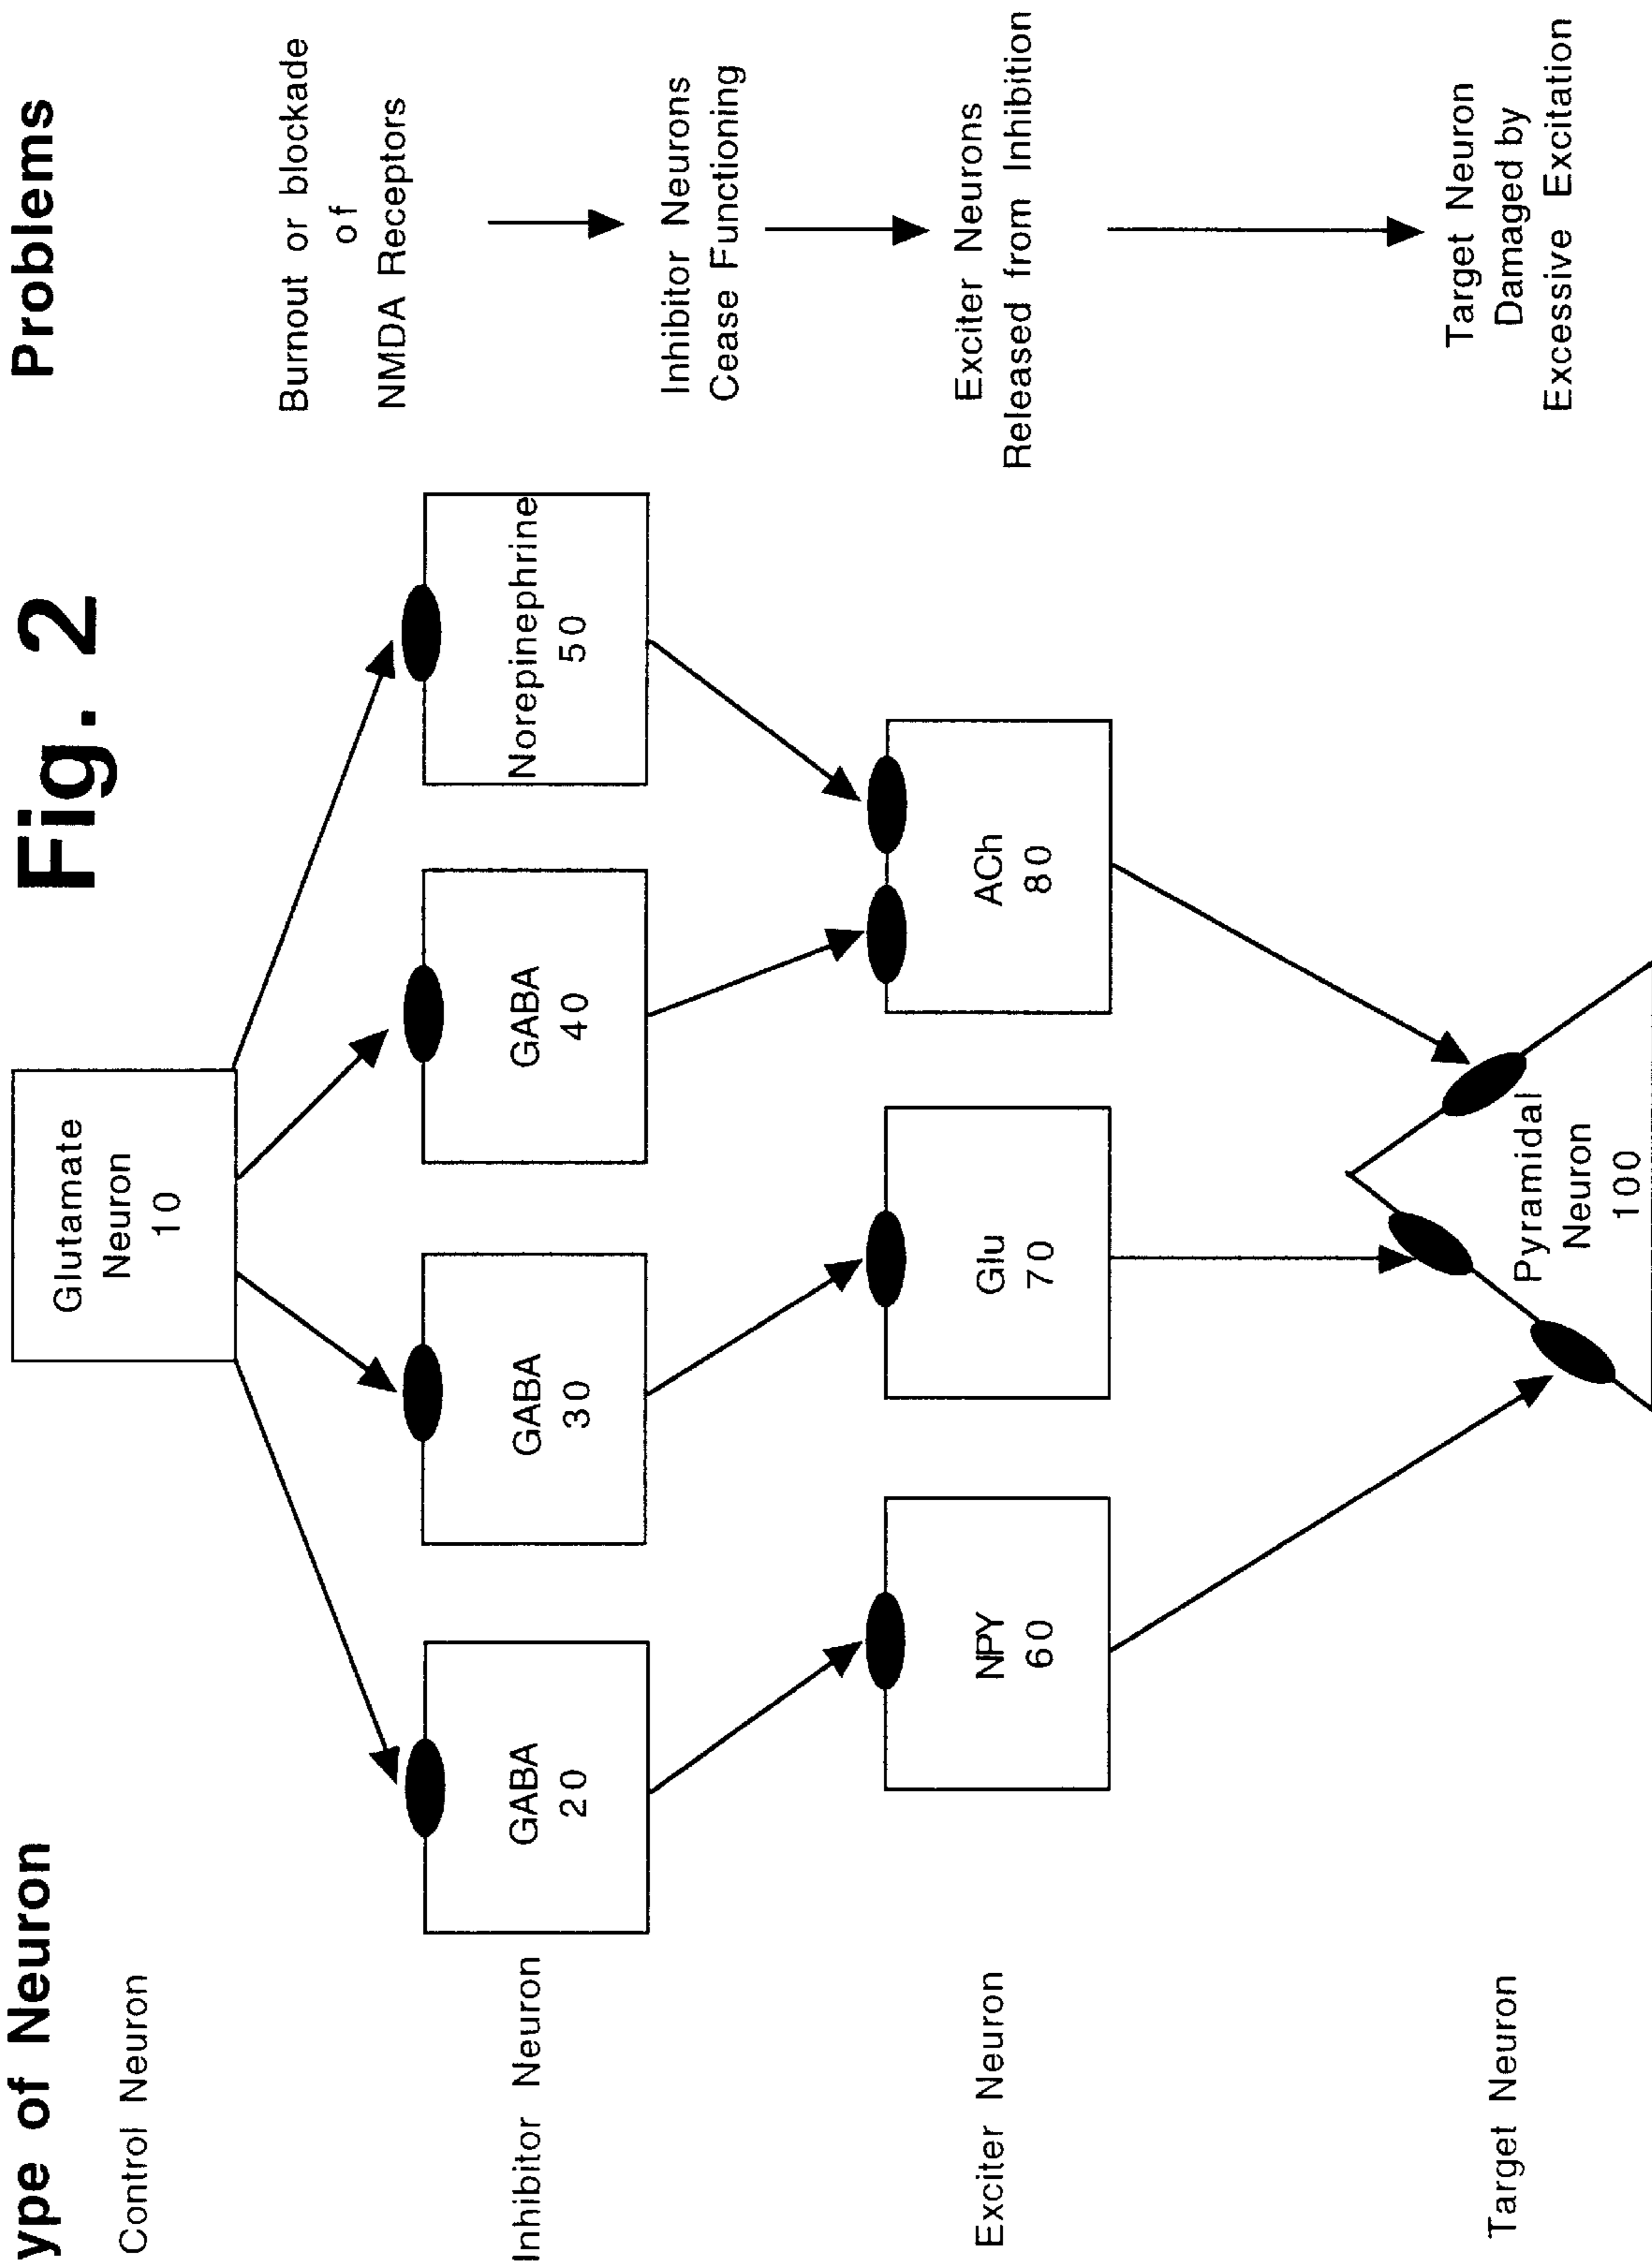 Fig. 2
ype of Neuron
Problems
Control Neuron
Glutamate
Neuron
10
Burnout or blockade
of
NMDA Receptors
Inhibitor Neuron
GABA
20
GABA
30
GABA
40
Norepinephrine
50
Inhibitor Neurons
Cease Functioning
Exciter Neuron
NPY
60
Glu
70
ACh
80
Exciter Neurons
Released from Inhibition
Target Neuron
Pyramidal
Neuron
100
Target Neuron
Damaged by
Excessive Excitation